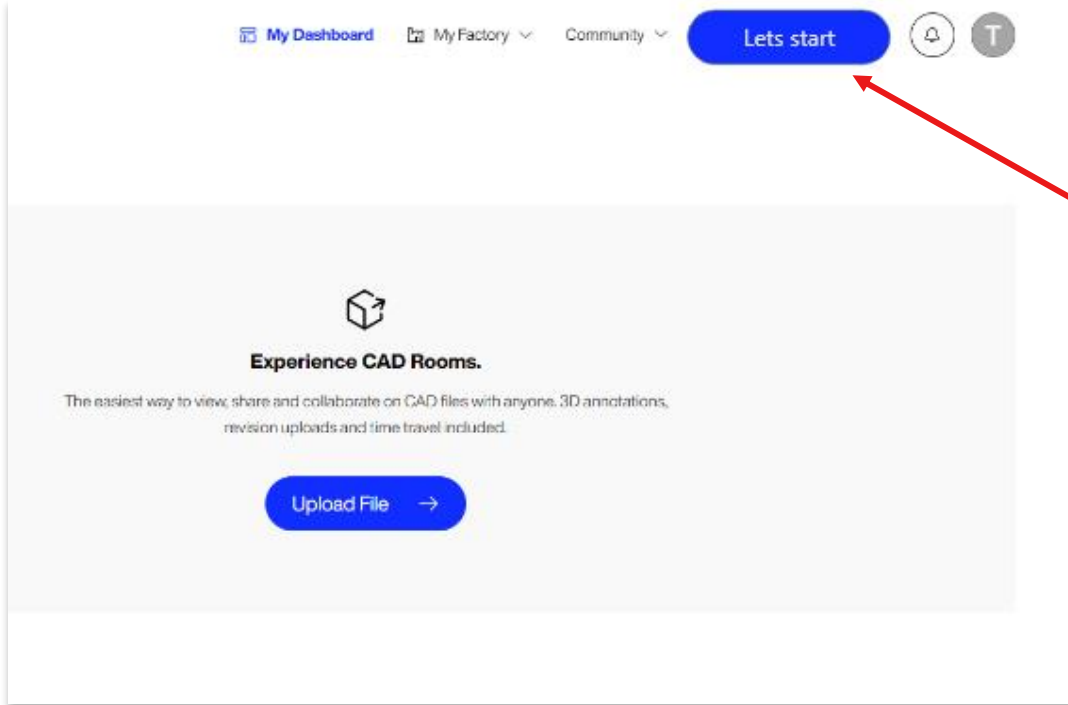 My Dashboard My Factory Community Lets start T
Experience CAD Rooms.
The easiest way to view, share and collaborate on CAD files with anyone. 3D annotations,
revision uploads and time travel included.
Upload File